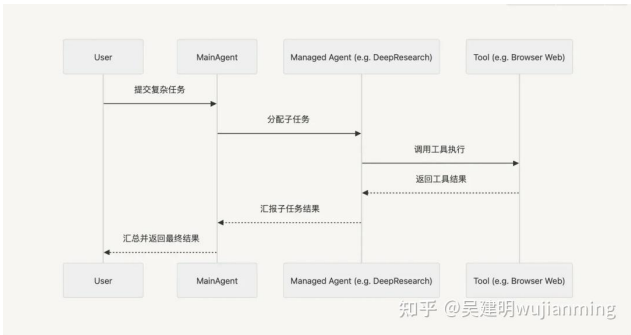 User
MainAgent
Managed Agent (e.g. DeepResearch)
Tool (e.g. Browser Web)
提交复杂任务
分配子任务
调用工具执行
返回工具结果
汇报子任务结果
汇总并返回最终结果
User
MainAgent
Managed Agent (e.g. DeepResearch)
Tool (e.g. Browser Web)
知乎 @吴建明wujianming